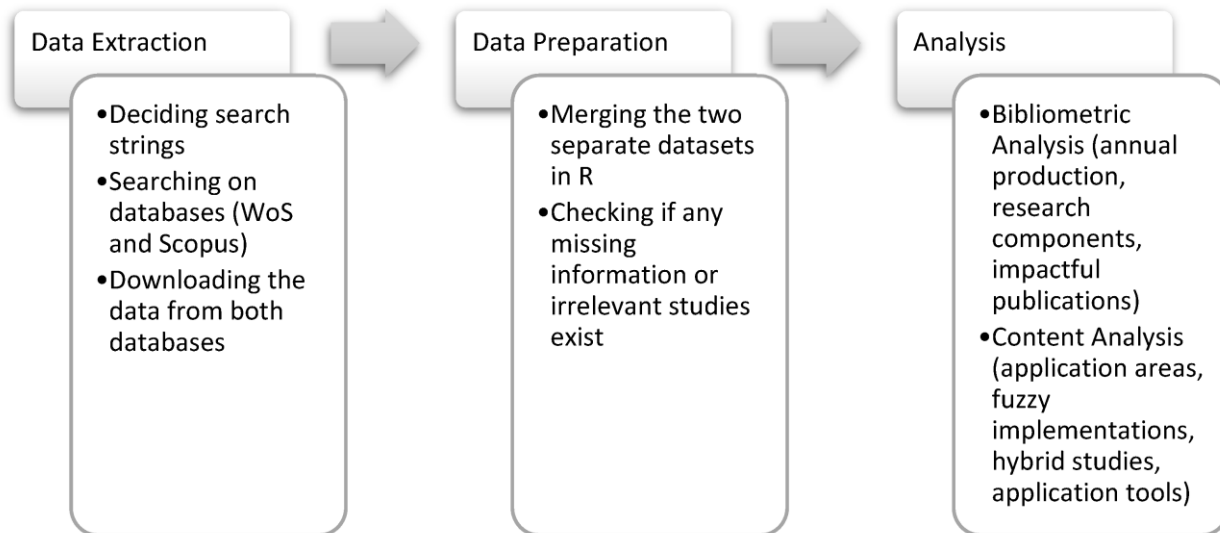 Data Extraction
•Deciding search
strings
•Searching on
databases (WoS
and Scopus)
•Downloading the
data from both
databases
Data Preparation
•Merging the two
separate datasets
in R
•Checking if any
missing
information or
irrelevant studies
exist
Analysis
•Bibliometric
Analysis (annual
production,
research
components,
impactful
publications)
•Content Analysis
(application areas,
fuzzy
implementations,
hybrid studies,
application tools)